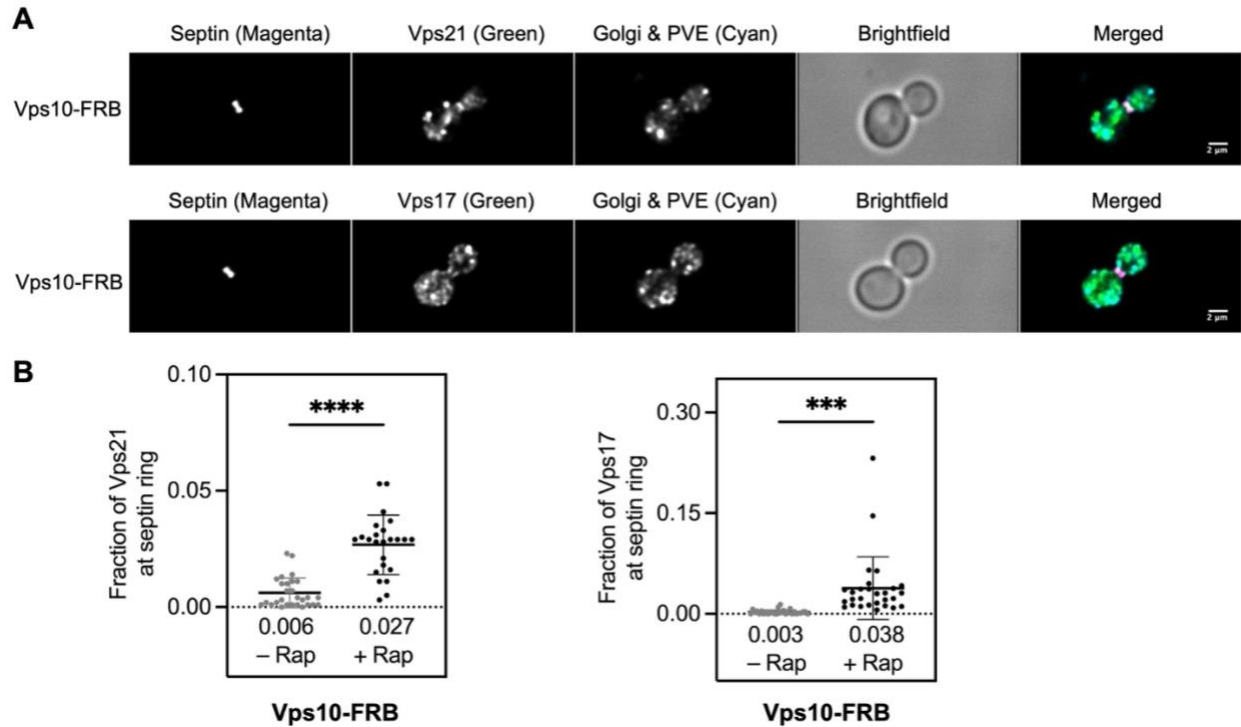 A
Septin (Magenta) Vps21 (Green) Golgi & PVE (Cyan) Brightfield Merged
Vps10-FRB
2 µm
Septin (Magenta) Vps17 (Green) Golgi & PVE (Cyan) Brightfield Merged
Vps10-FRB
2 µm
B
Fraction of Vps21
at septin ring
0.10
0.05
0.00
****
0.006 0.027
– Rap + Rap
Vps10-FRB
Fraction of Vps17
at septin ring
0.30
0.15
0.00
***
0.003 0.038
– Rap + Rap
Vps10-FRB